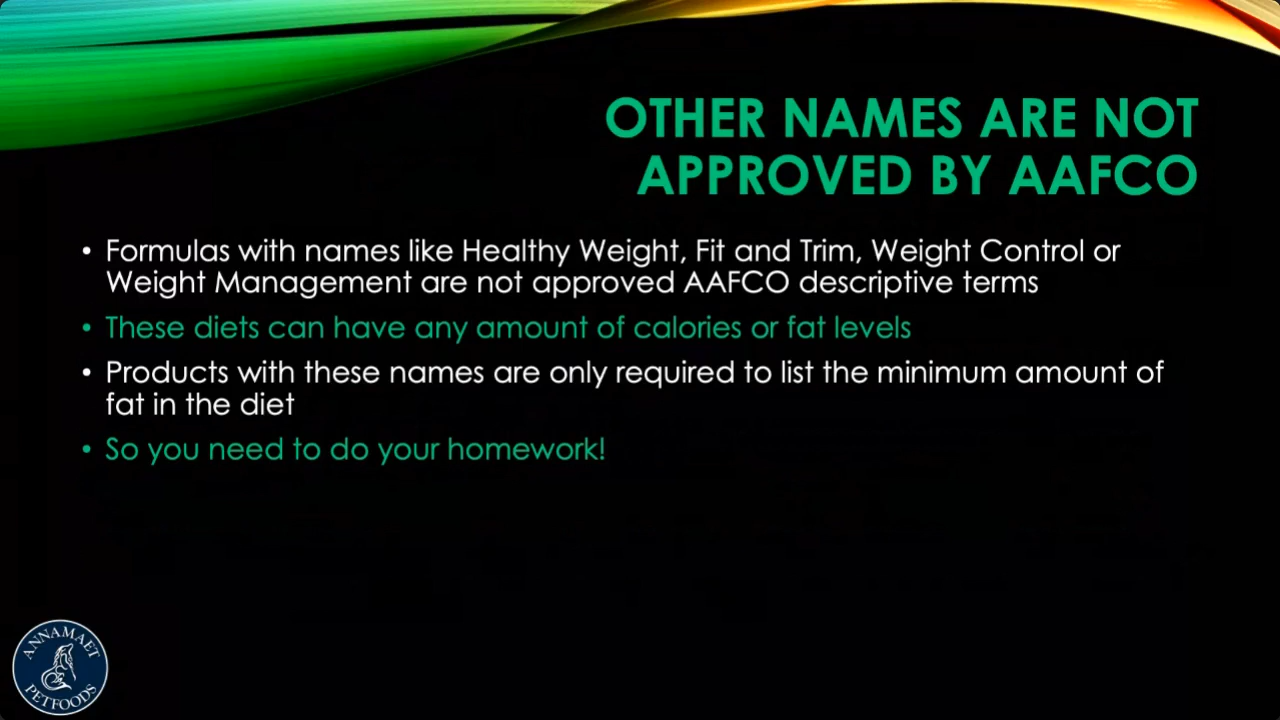 OTHER NAMES ARE NOT
APPROVED BY AAFCO
• Formulas with names like Healthy Weight, Fit and Trim, Weight Control or
Weight Management are not approved AAFCO descriptive terms
• These diets can have any amount of calories or fat levels
• Products with these names are only required to list the minimum amount of
fat in the diet
• So you need to do your homework!
ANNAMAET
PETFOODS